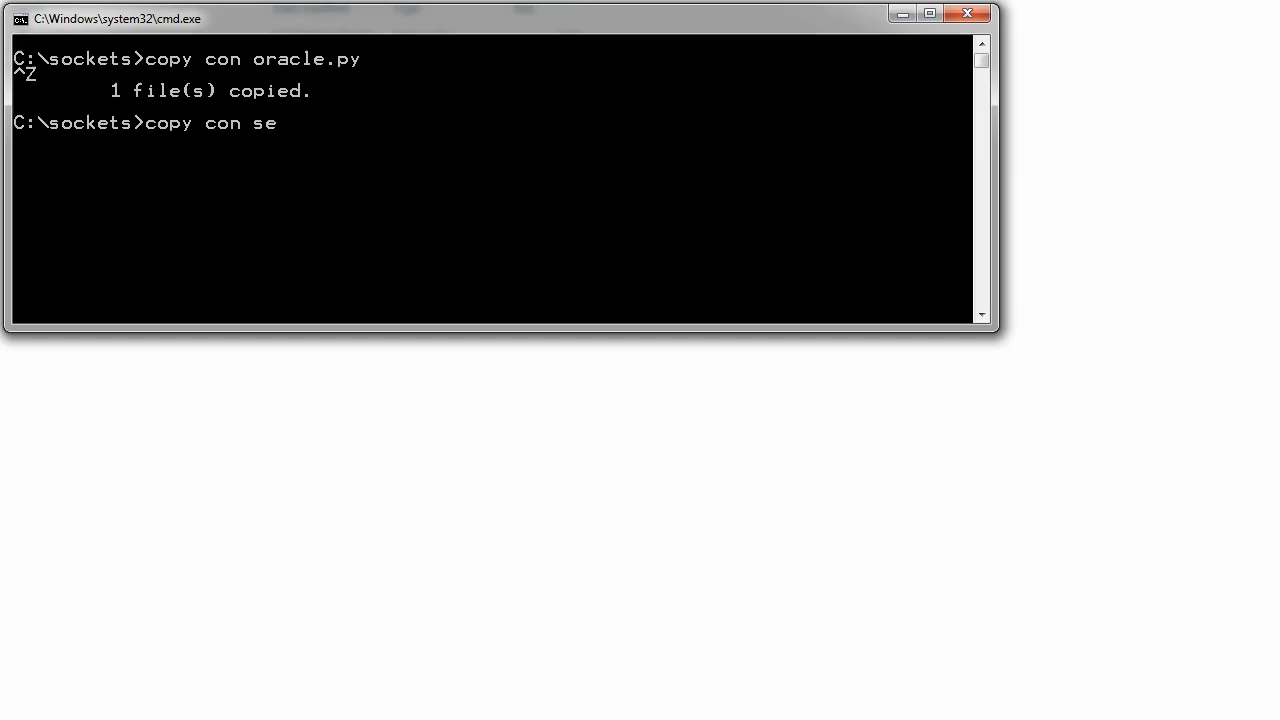 C:\Windows\system32\cmd.exe
C:\sockets>copy con oracle.py
^Z
1 file(s) copied.
C:\sockets>copy con se